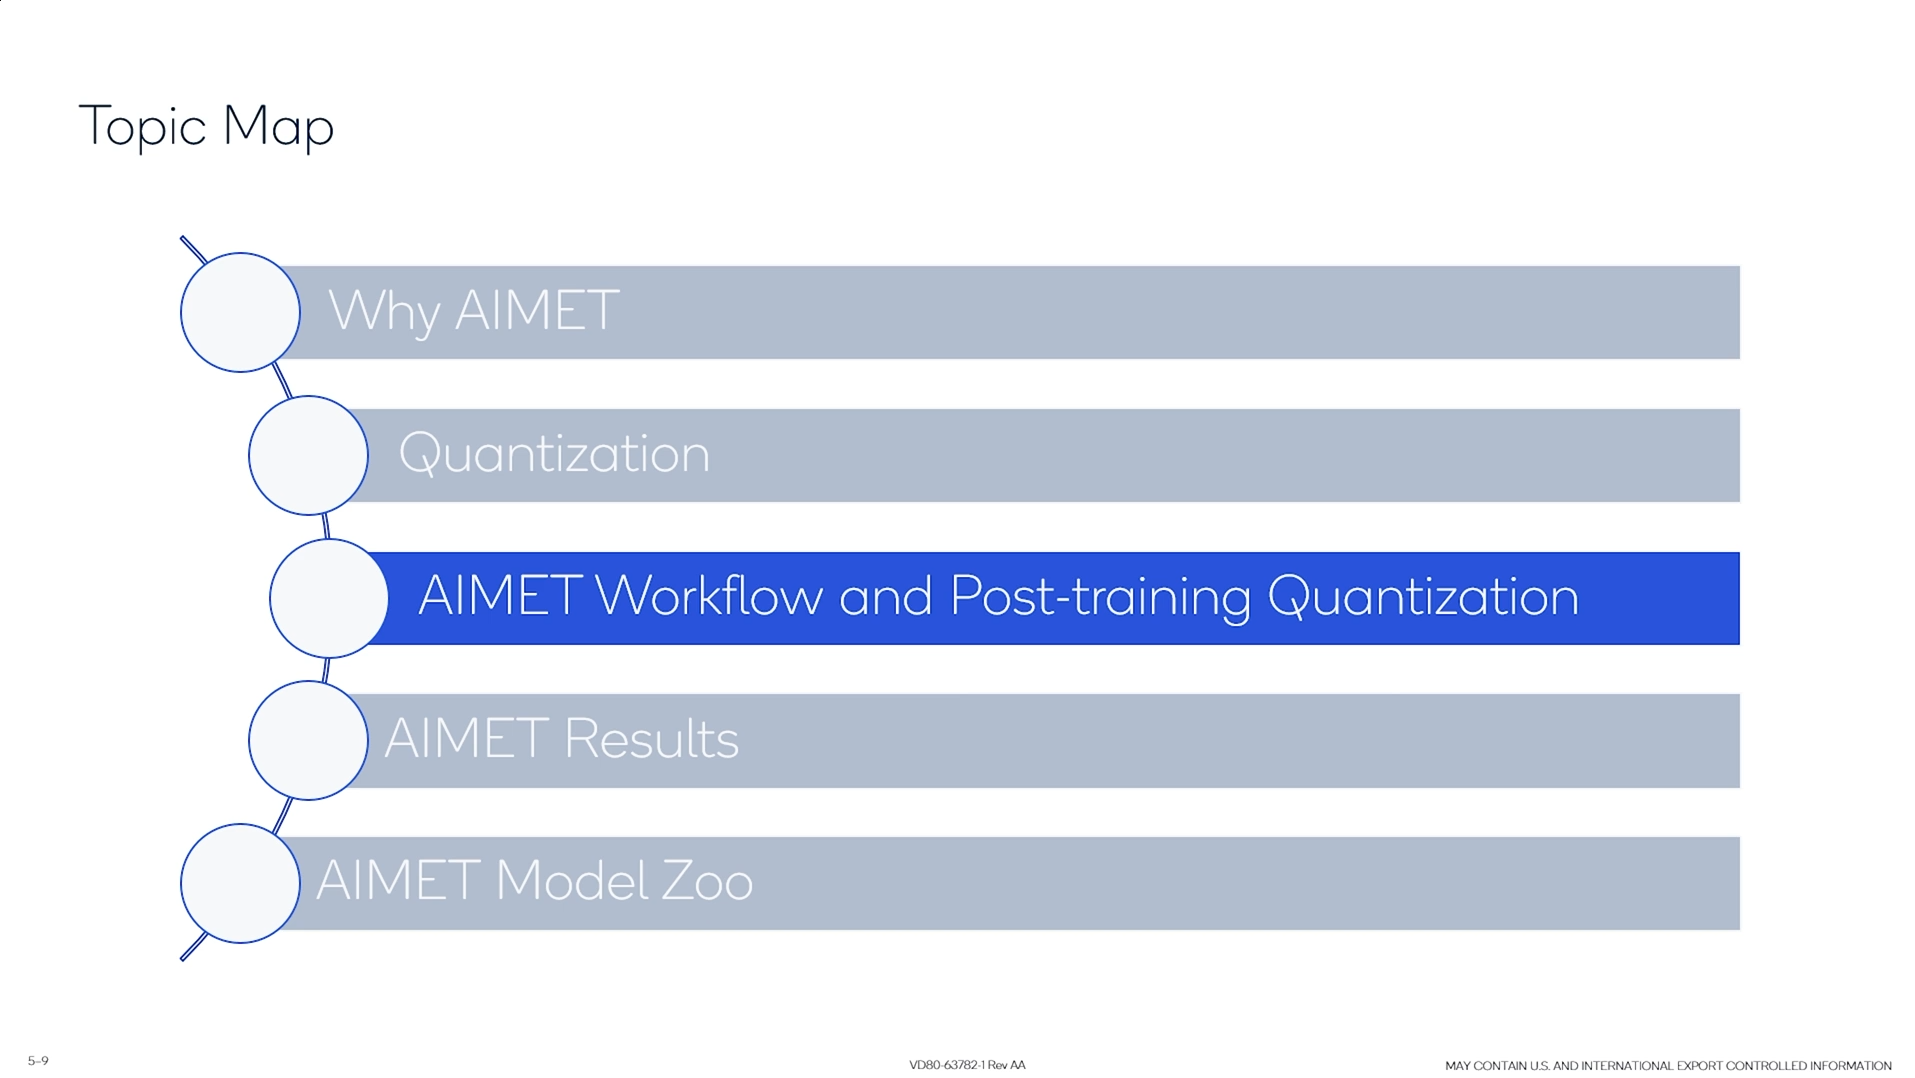 Topic Map
Why AIMET
Quantization
AIMET Workflow and Post-training Quantization
AIMET Results
AIMET Model Zoo
5-9
VD80-63782-1 Rev AA
MAY CONTAIN U.S. AND INTERNATIONAL EXPORT CONTROLLED INFORMATION